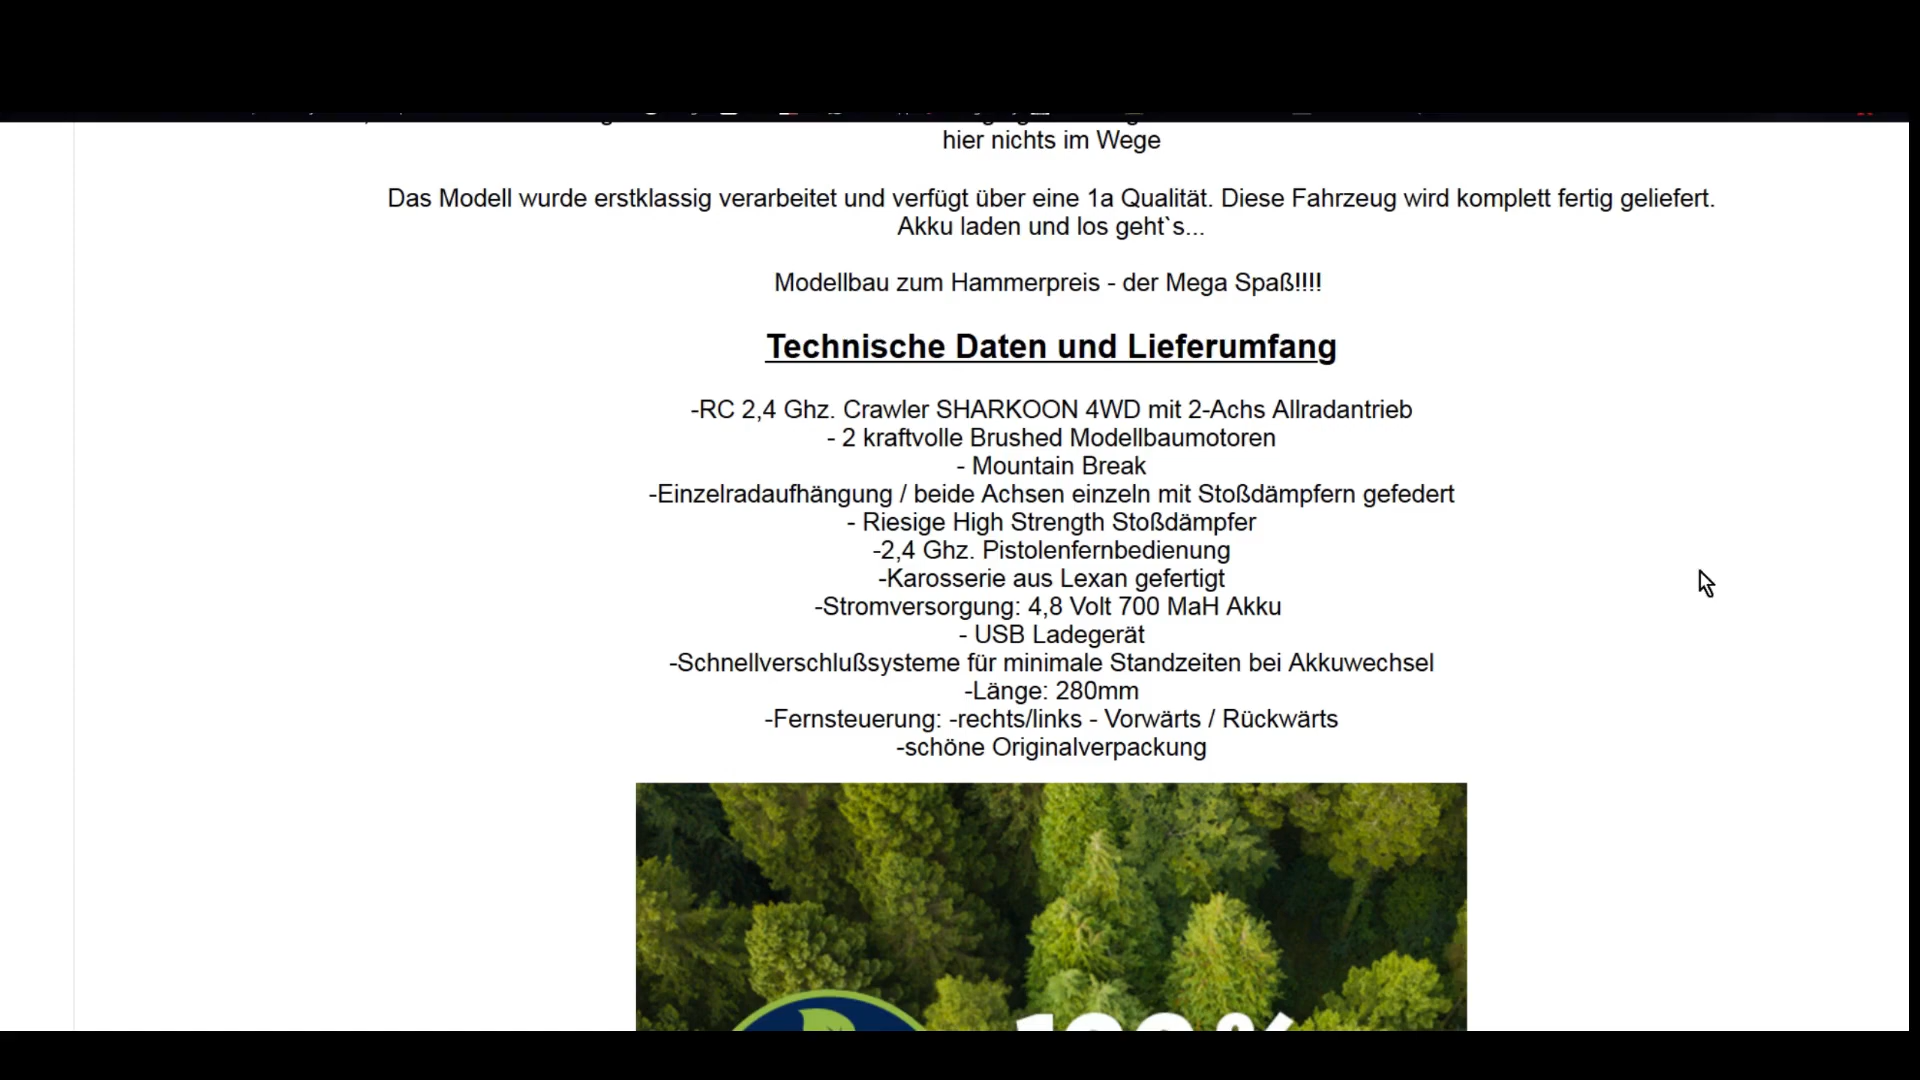 hier nichts im Wege
Das Modell wurde erstklassig verarbeitet und verfügt über eine 1a Qualität. Diese Fahrzeug wird komplett fertig geliefert.
Akku laden und los geht`s...
Modellbau zum Hammerpreis - der Mega Spaß!!!!
Technische Daten und Lieferumfang
-RC 2,4 Ghz. Crawler SHARKOON 4WD mit 2-Achs Allradantrieb
- 2 kraftvolle Brushed Modellbaumotoren
- Mountain Break
-Einzelradaufhängung / beide Achsen einzeln mit Stoßdämpfern gefedert
- Riesige High Strength Stoßdämpfer
-2,4 Ghz. Pistolenfernbedienung
-Karosserie aus Lexan gefertigt
-Stromversorgung: 4,8 Volt 700 MaH Akku
- USB Ladegerät
-Schnellverschlußsysteme für minimale Standzeiten bei Akkuwechsel
-Länge: 280mm
-Fernsteuerung: -rechts/links - Vorwärts / Rückwärts
-schöne Originalverpackung